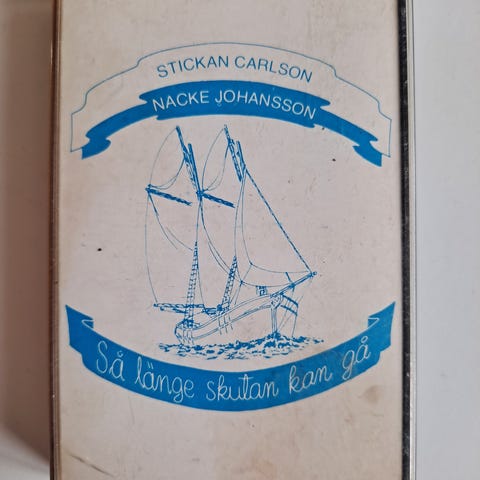 STICKAN CARLSON
NACKE JOHANSSON
Så länge skutan kan gå